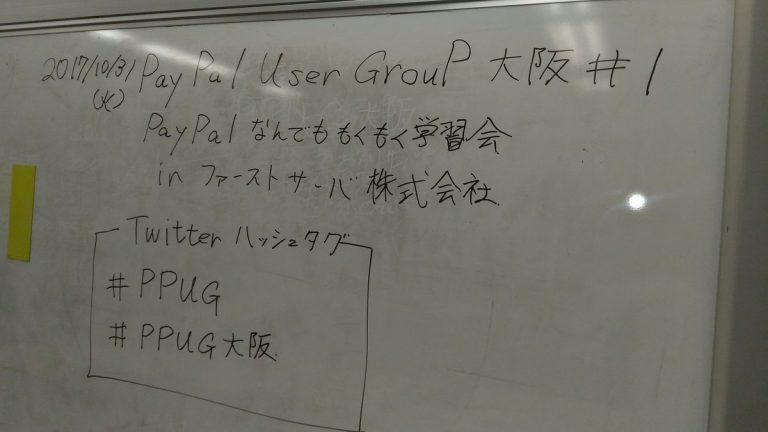 2017/10/31 PayPal User GrouP 大阪 #1
(火)
PayPal なんでももくもく学習会
in ファーストサーバ株式会社
Twitter ハッシュタグ
#PPUG
#PPUG大阪